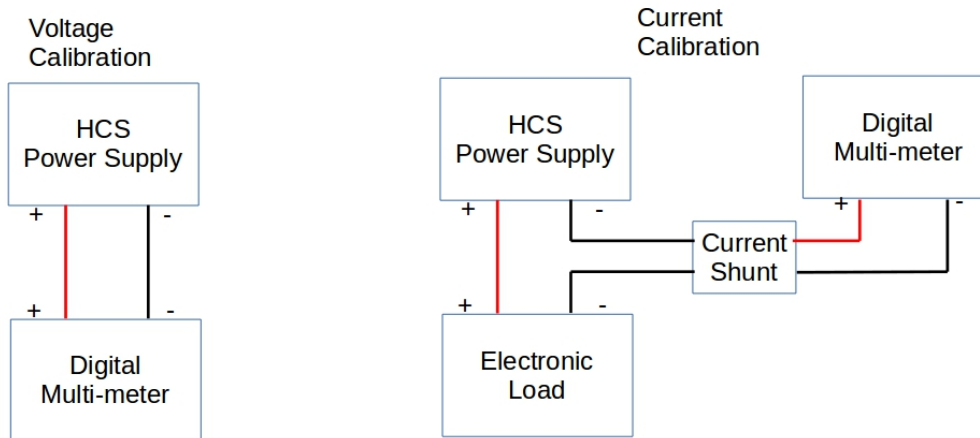 Voltage
Calibration
HCS
Power Supply
+ -
+ -
Digital
Multi-meter
Current
Calibration
HCS
Power Supply
+ -
Digital
Multi-meter
+ -
Current
Shunt
+ -
Electronic
Load